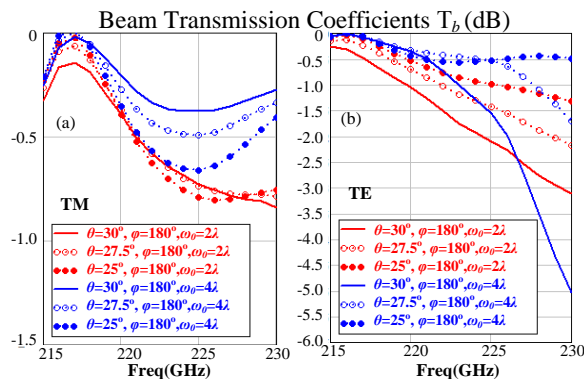 Beam Transmission Coefficients T_b (dB)
0
-0.5
-1.0
-1.5
(a)
TM
θ=30°, φ=180°,ω₀=2λ
θ=27.5°, φ=180°,ω₀=2λ
θ=25°, φ=180°,ω₀=2λ
θ=30°, φ=180°,ω₀=4λ
θ=27.5°, φ=180°,ω₀=4λ
θ=25°, φ=180°,ω₀=4λ
215 220 225 230
Freq(GHz)
0
-0.5
-1.0
-1.5
-2.0
-2.5
-3.0
-3.5
-4.0
-4.5
-5.0
-5.5
-6.0
(b)
TE
θ=30°, φ=180°,ω₀=2λ
θ=27.5°, φ=180°,ω₀=2λ
θ=25°, φ=180°,ω₀=2λ
θ=30°, φ=180°,ω₀=4λ
θ=27.5°, φ=180°,ω₀=4λ
θ=25°, φ=180°,ω₀=4λ
215 220 225 230
Freq(GHz)